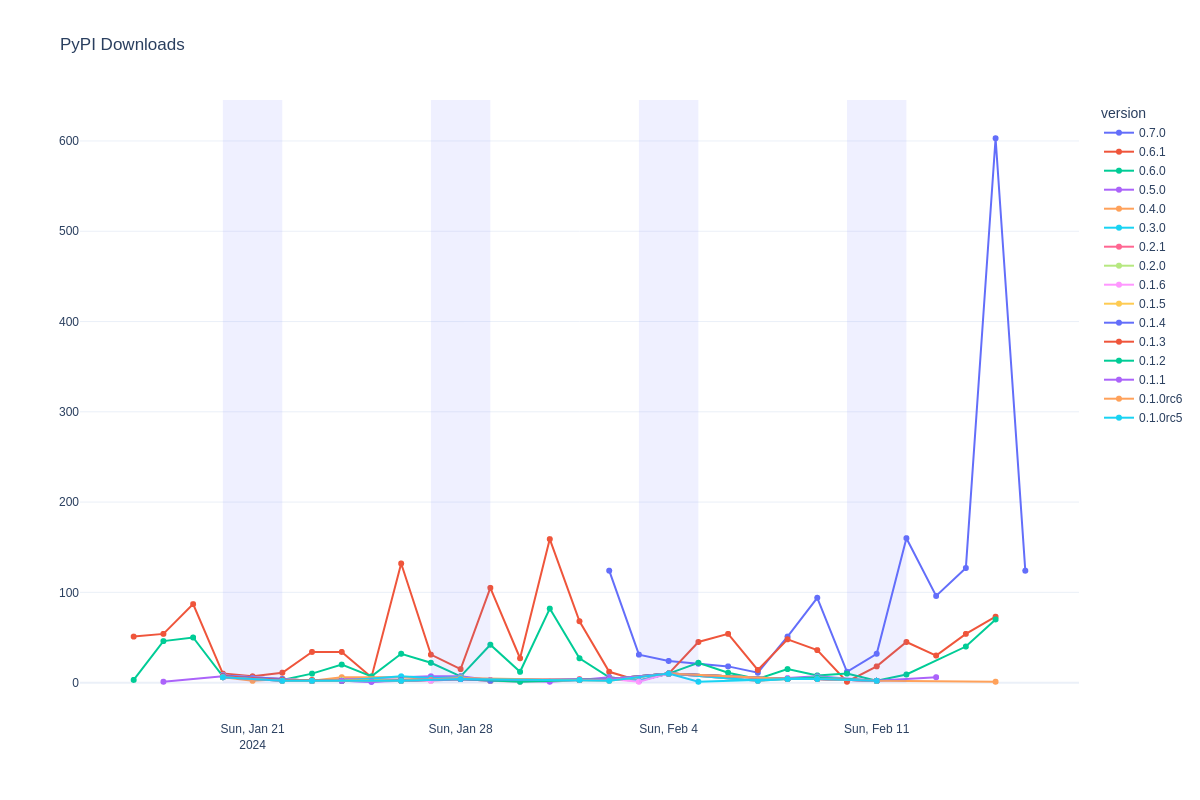 PyPI Downloads
600
500
400
300
200
100
0
Sun, Jan 21
2024
Sun, Jan 28
Sun, Feb 4
Sun, Feb 11
version
0.7.0
0.6.1
0.6.0
0.5.0
0.4.0
0.3.0
0.2.1
0.2.0
0.1.6
0.1.5
0.1.4
0.1.3
0.1.2
0.1.1
0.1.0rc6
0.1.0rc5